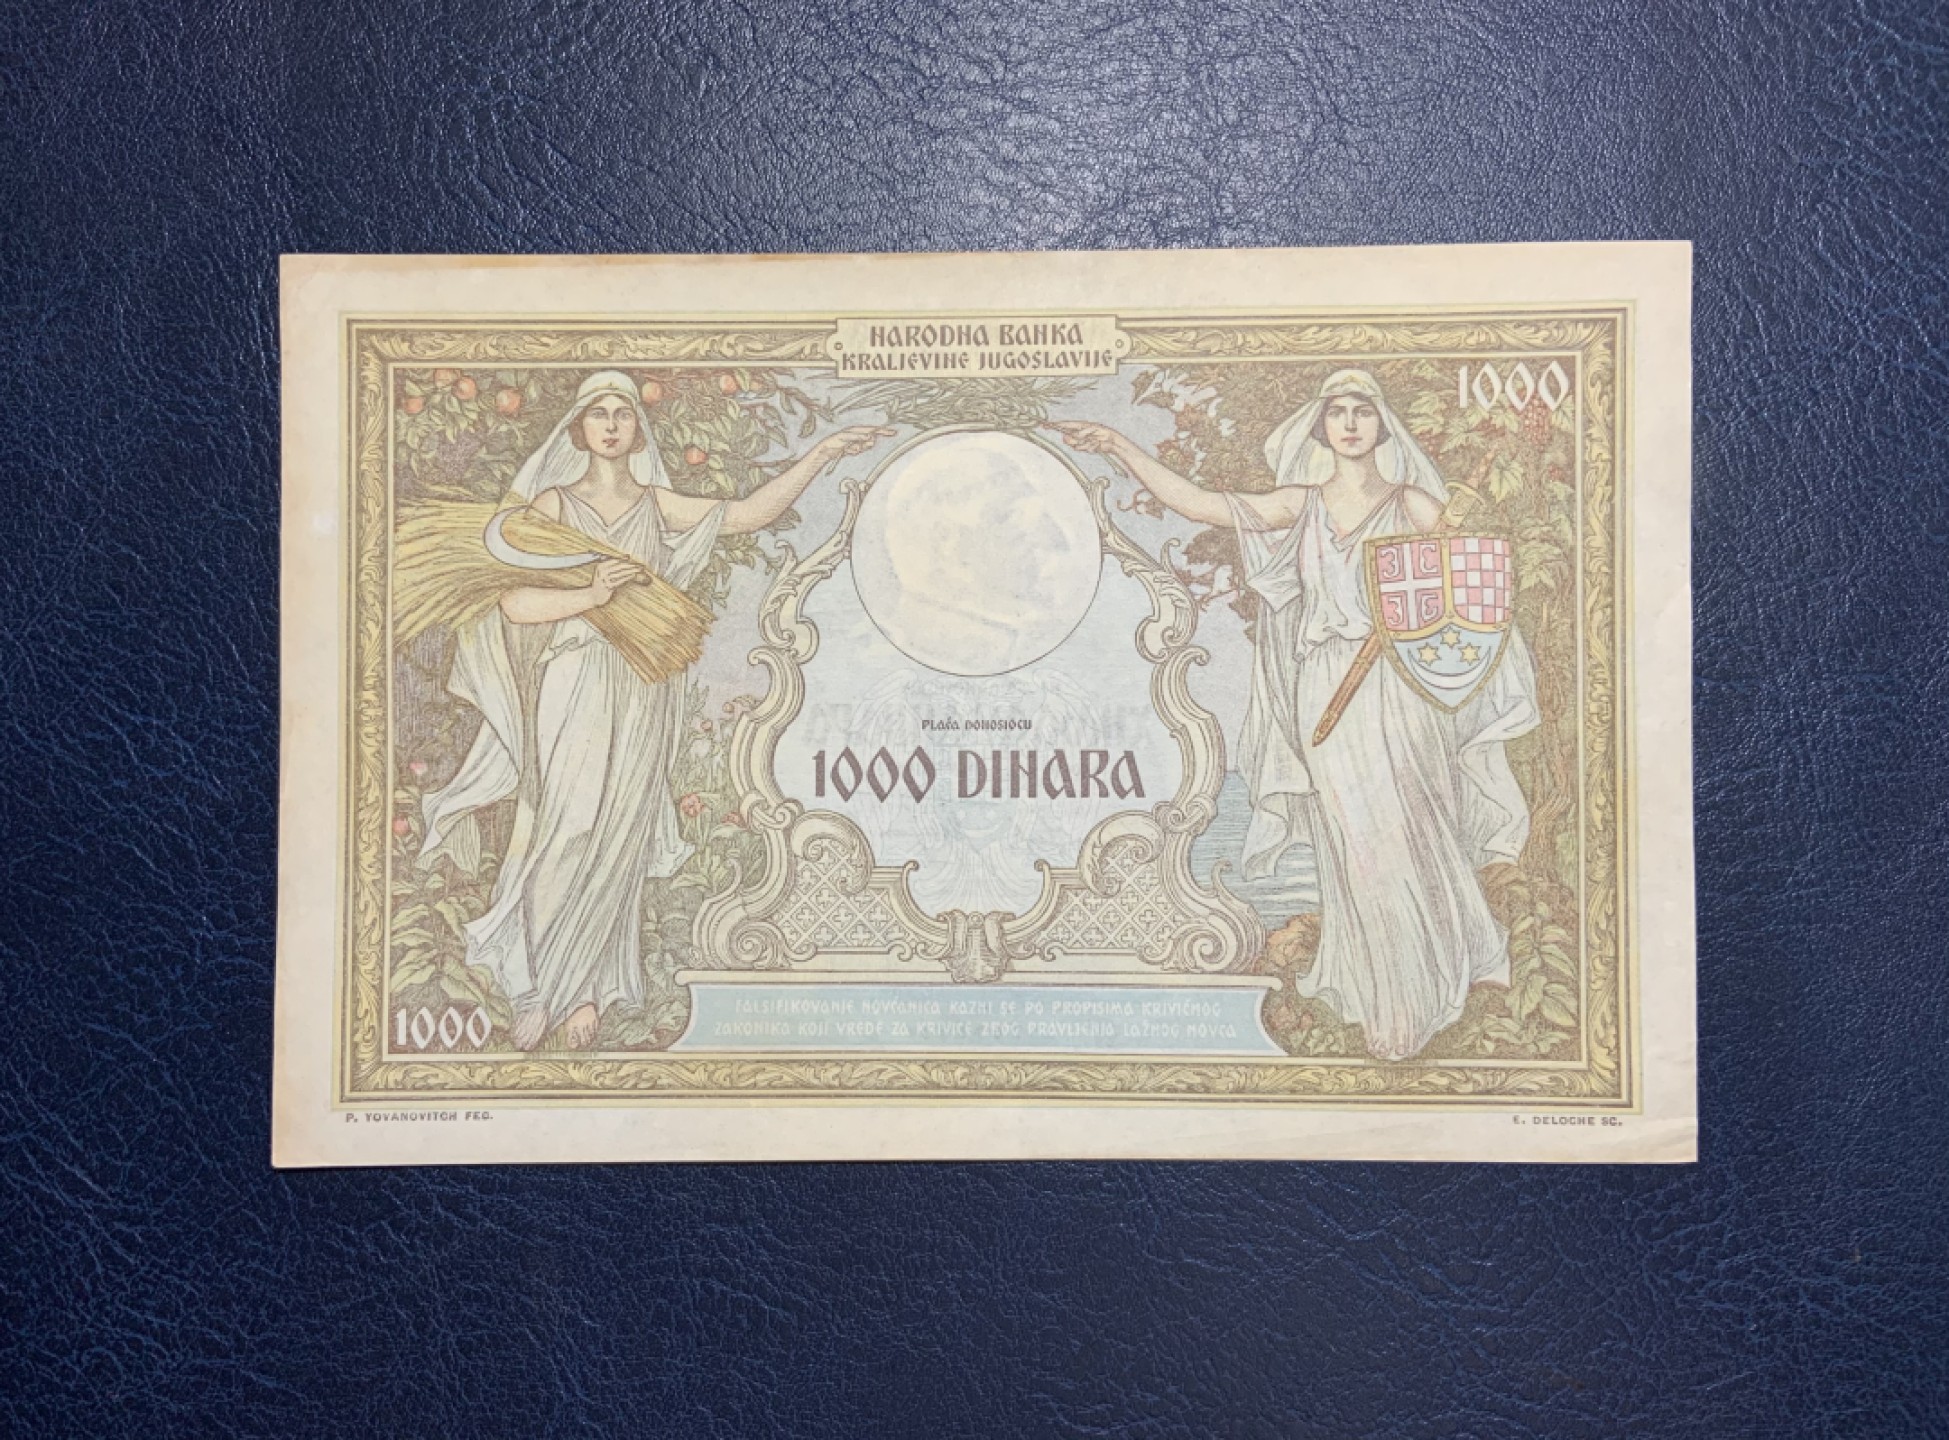 NARODNA BANKA
KRALJEVINE JUGOSLAVIJE
1000
PLAĆA DONOSIOCU
1000 DINARA
FALSIFIKOVANJE NOVČANICA KAZNI SE PO PROPISIMA KRIVIČNOG
ZAKONIKA KOJI VREDE ZA KRIVICE ZBOG PRAVLJENJA LAŽNOG NOVCA
1000
P. YOVANOVITCH FEC.
E. DELOCHE SC.